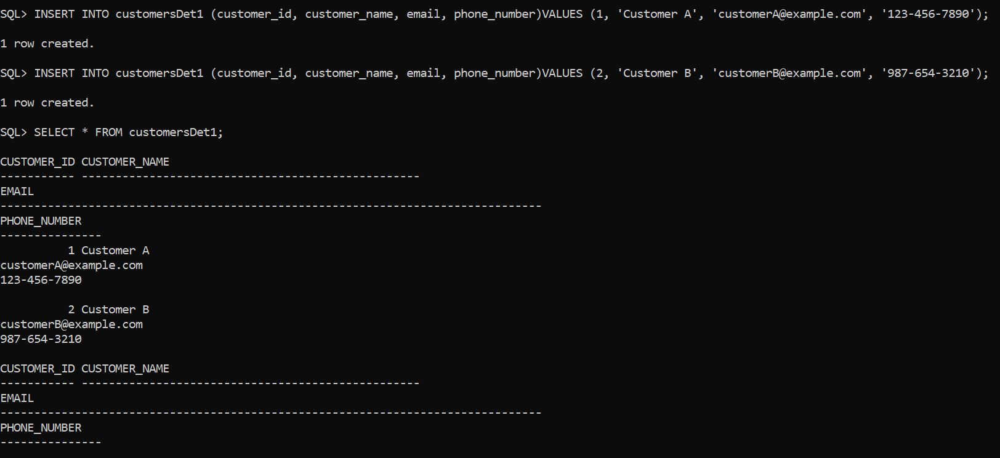 SQL> INSERT INTO customersDet1 (customer_id, customer_name, email, phone_number)VALUES (1, 'Customer A', 'customerA@example.com', '123-456-7890');
1 row created.
SQL> INSERT INTO customersDet1 (customer_id, customer_name, email, phone_number)VALUES (2, 'Customer B', 'customerB@example.com', '987-654-3210');
1 row created.
SQL> SELECT * FROM customersDet1;
CUSTOMER_ID CUSTOMER_NAME
----------- --------------------------------------------------
EMAIL
--------------------------------------------------------------------------------
PHONE_NUMBER
---------------
          1 Customer A
customerA@example.com
123-456-7890
          2 Customer B
customerB@example.com
987-654-3210
CUSTOMER_ID CUSTOMER_NAME
----------- --------------------------------------------------
EMAIL
--------------------------------------------------------------------------------
PHONE_NUMBER
---------------